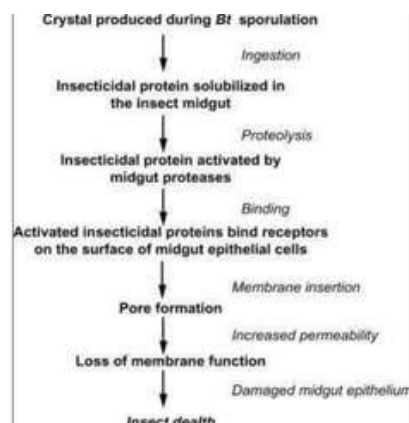 Crystal produced during Bt sporulation
Ingestion
Insecticidal protein solubilized in
the insect midgut
Proteolysis
Insecticidal protein activated by
midgut proteases
Binding
Activated insecticidal proteins bind receptors
on the surface of midgut epithelial cells
Membrane insertion
Pore formation
Increased permeability
Loss of membrane function
Damaged midgut epithelium
Insect death